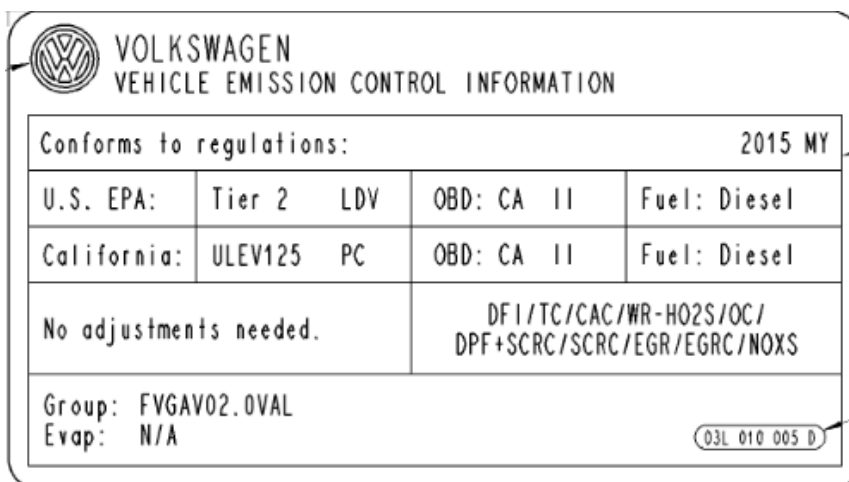 VOLKSWAGEN
VEHICLE EMISSION CONTROL INFORMATION
Conforms to regulations: 2015 MY
U.S. EPA: Tier 2 LDV OBD: CA II Fuel: Diesel
California: ULEV125 PC OBD: CA II Fuel: Diesel
No adjustments needed.
DFI/TC/CAC/WR-HO2S/OC/
DPF+SCRC/SCRC/EGR/EGRC/NOXS
Group: FVGAV02.0VAL
Evap: N/A
03L 010 005 D